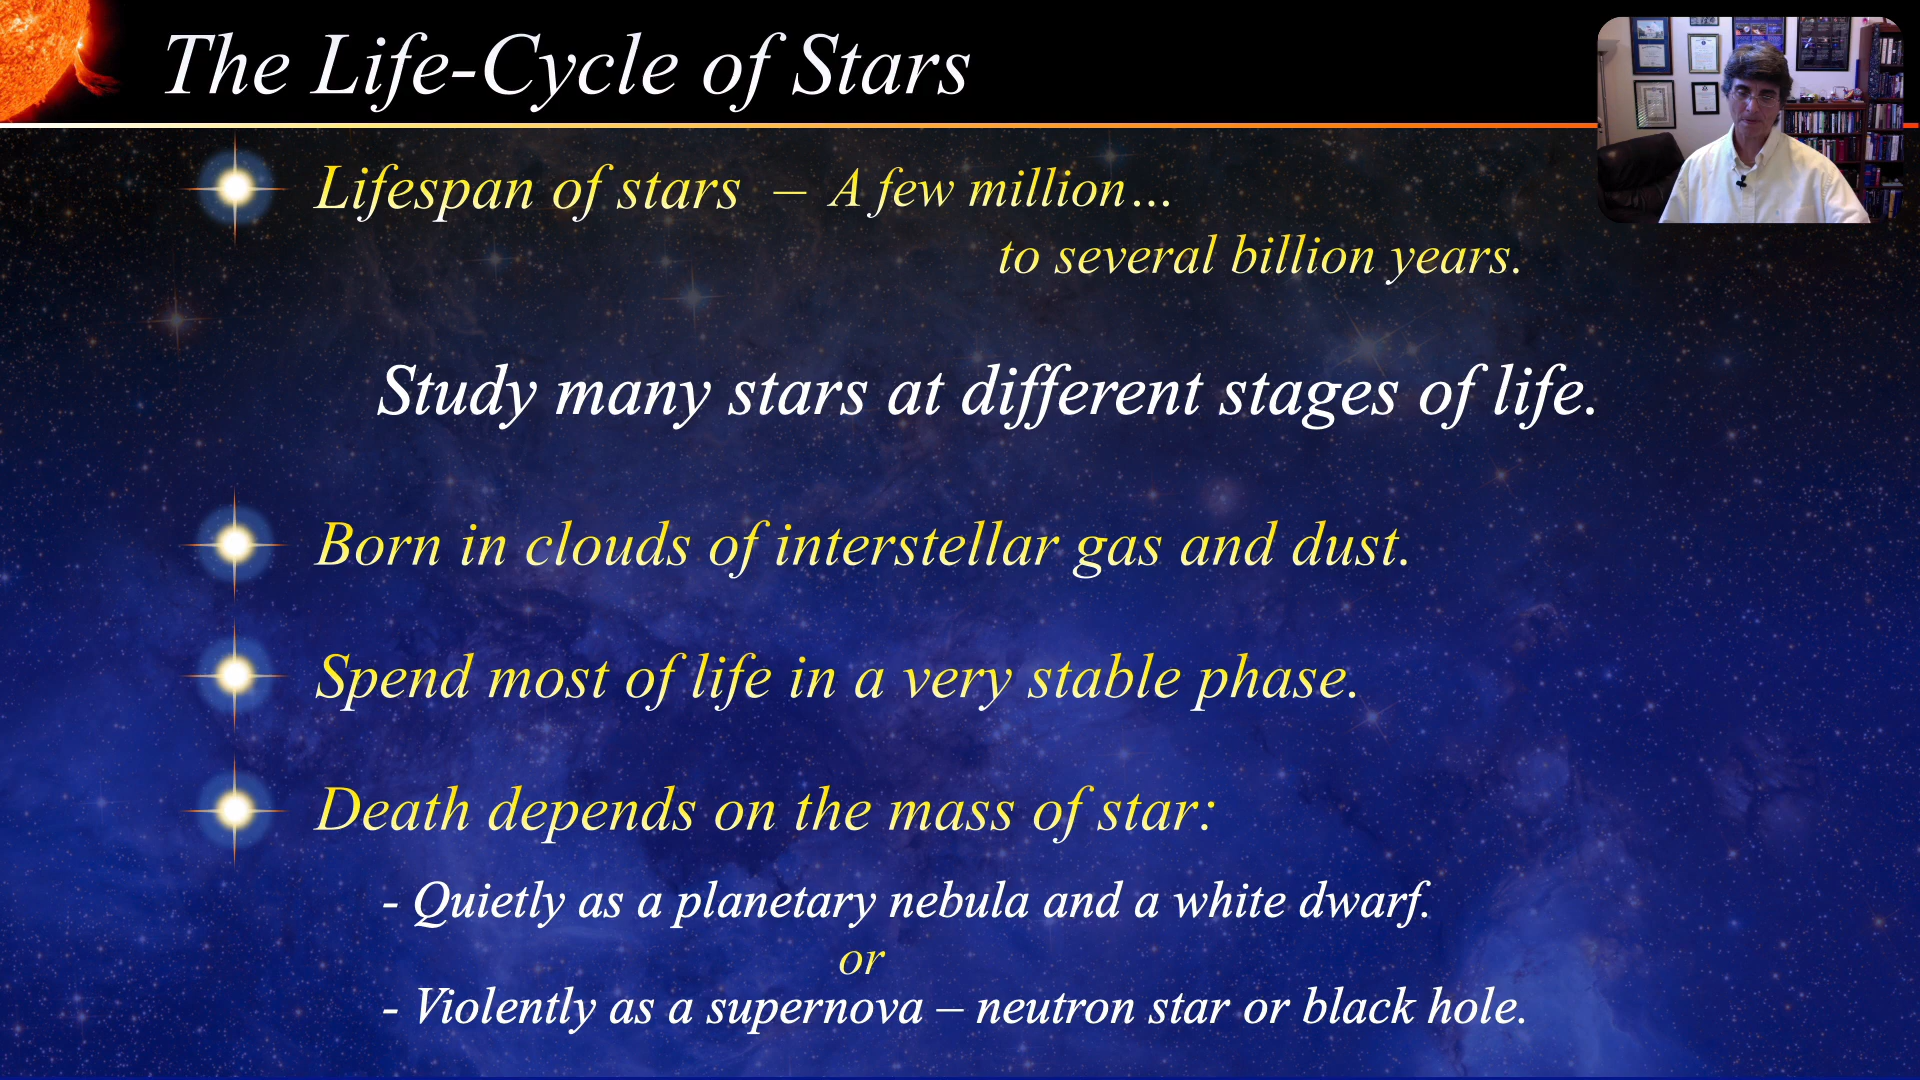 The Life-Cycle of Stars
Lifespan of stars – A few million...
to several billion years.
Study many stars at different stages of life.
Born in clouds of interstellar gas and dust.
Spend most of life in a very stable phase.
Death depends on the mass of star:
- Quietly as a planetary nebula and a white dwarf.
or
- Violently as a supernova – neutron star or black hole.